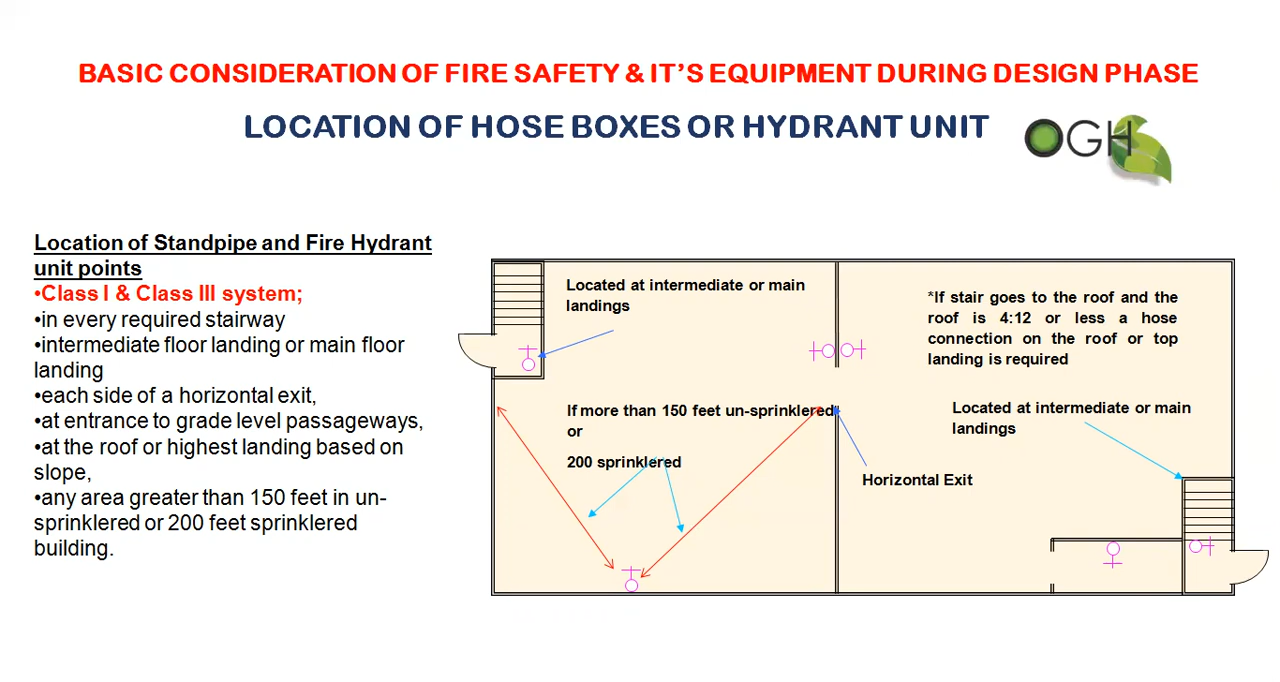 BASIC CONSIDERATION OF FIRE SAFETY & IT’S EQUIPMENT DURING DESIGN PHASE
LOCATION OF HOSE BOXES OR HYDRANT UNIT
OGH
Location of Standpipe and Fire Hydrant
unit points
•Class I & Class III system;
•in every required stairway
•intermediate floor landing or main floor
landing
•each side of a horizontal exit,
•at entrance to grade level passageways,
•at the roof or highest landing based on
slope,
•any area greater than 150 feet in un-
sprinklered or 200 feet sprinklered
building.
Located at intermediate or main
landings
*If stair goes to the roof and the
roof is 4:12 or less a hose
connection on the roof or top
landing is required
If more than 150 feet un-sprinklered
or
200 sprinklered
Located at intermediate or main
landings
Horizontal Exit